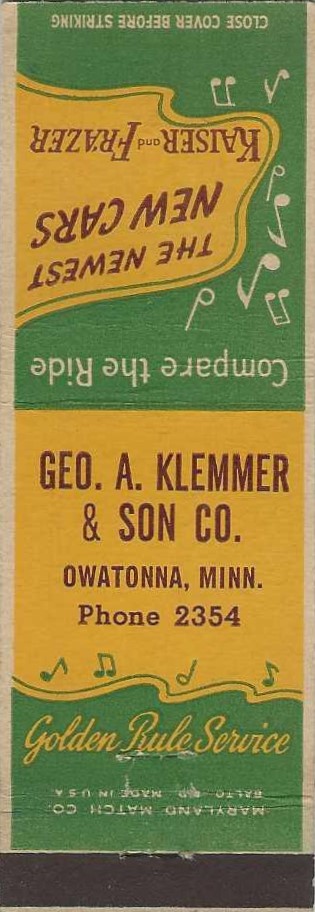 CLOSE COVER BEFORE STRIKING
KAISER and FRAZER
THE NEWEST
NEW CARS
Compare the Ride
GEO. A. KLEMMER
& SON CO.
OWATONNA, MINN.
Phone 2354
Golden Rule Service
MARYLAND MATCH CO.
BALTO. MD. MADE IN U.S.A.